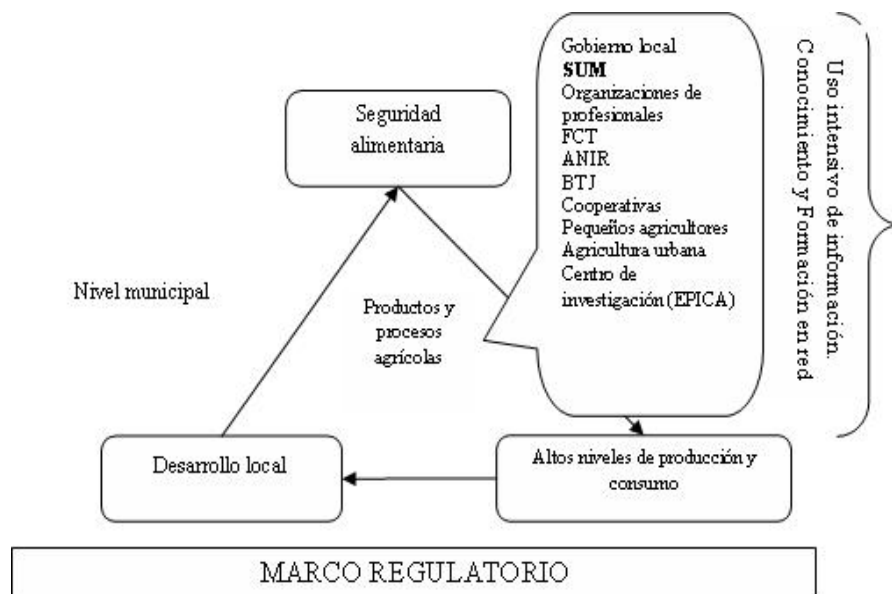 Gobierno local
SUM
Organizaciones de
profesionales
FCT
ANIR
BTJ
Cooperativas
Pequeños agricultores
Agricultura urbana
Centro de
investigación (EPICA)
Uso intensivo de información.
Conocimiento y Formación en red
Seguridad
alimentaria
Nivel municipal
Productos y
procesos
agrícolas
Desarrollo local
Altos niveles de producción y
consumo
MARCO REGULATORIO